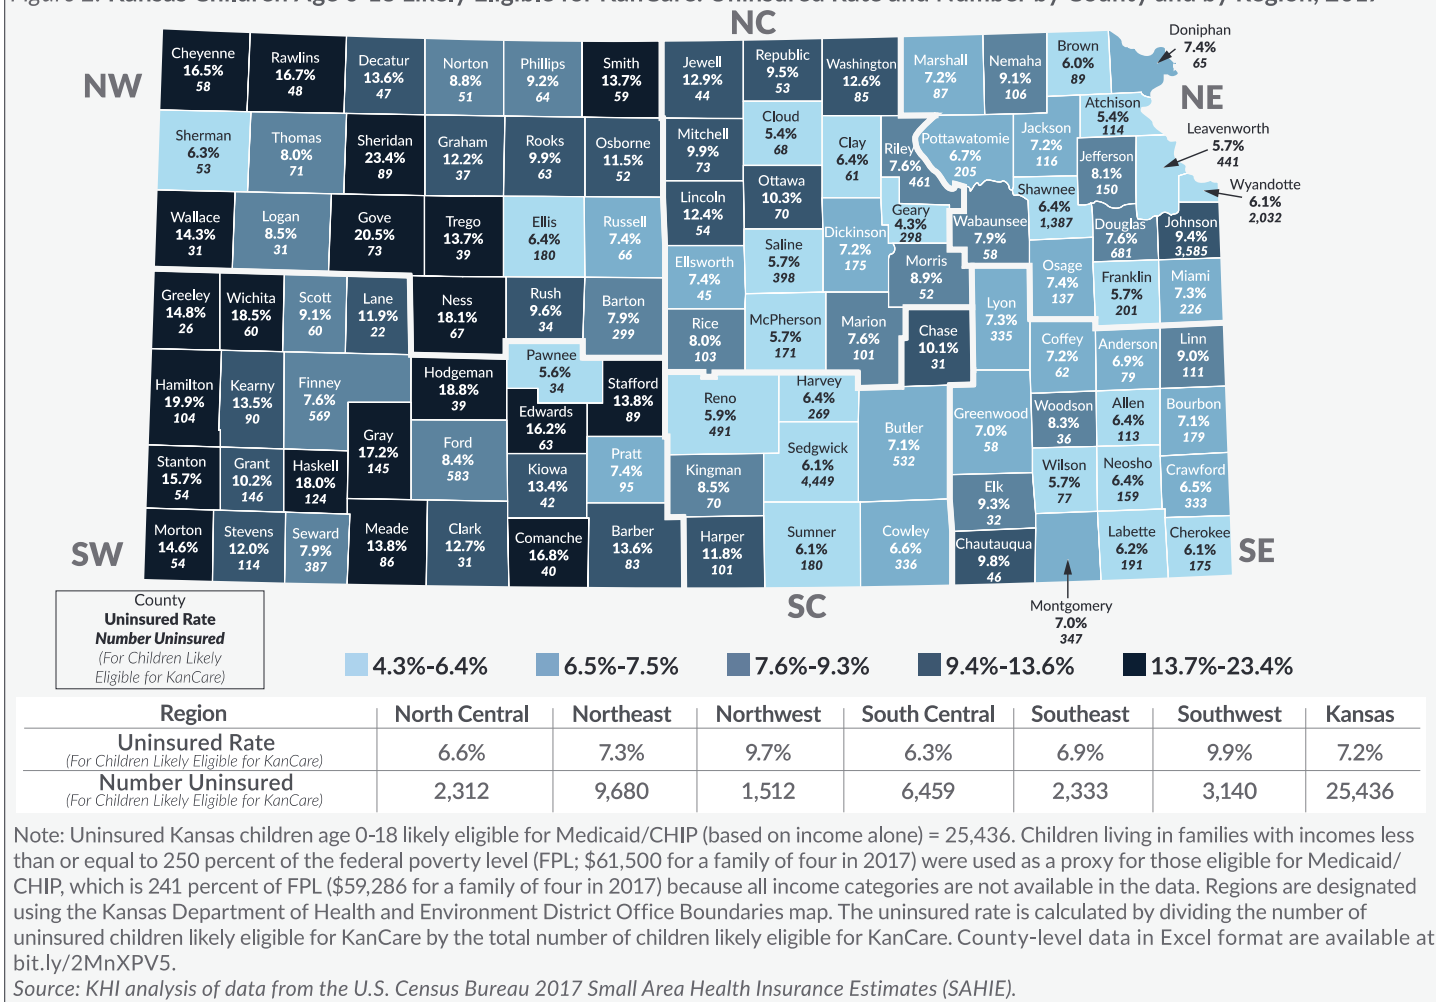 Figure 2. Kansas Children Age 0-18 Likely Eligible for KanCare: Uninsured Rate and Number by County and by Region, 2017
NC
NW
NE
SW
SC
SE
Cheyenne
16.5%
58
Rawlins
16.7%
48
Decatur
13.6%
47
Norton
8.8%
51
Phillips
9.2%
64
Smith
13.7%
59
Jewell
12.9%
44
Republic
9.5%
53
Washington
12.6%
85
Marshall
7.2%
87
Nemaha
9.1%
106
Brown
6.0%
89
Doniphan
7.4%
65
Sherman
6.3%
53
Thomas
8.0%
71
Sheridan
23.4%
89
Graham
12.2%
37
Rooks
9.9%
63
Osborne
11.5%
52
Mitchell
9.9%
73
Cloud
5.4%
68
Clay
6.4%
61
Riley
7.6%
461
Pottawatomie
6.7%
205
Jackson
7.2%
116
Atchison
5.4%
114
Jefferson
8.1%
150
Leavenworth
5.7%
441
Wyandotte
6.1%
2,032
Wallace
14.3%
31
Logan
8.5%
31
Gove
20.5%
73
Trego
13.7%
39
Ellis
6.4%
180
Russell
7.4%
66
Lincoln
12.4%
54
Ottawa
10.3%
70
Saline
5.7%
398
Dickinson
7.2%
175
Geary
4.3%
298
Wabaunsee
7.9%
58
Shawnee
6.4%
1,387
Douglas
7.6%
681
Johnson
9.4%
3,585
Ellsworth
7.4%
45
Morris
8.9%
52
Osage
7.4%
137
Franklin
5.7%
201
Miami
7.3%
226
Greeley
14.8%
26
Wichita
18.5%
60
Scott
9.1%
60
Lane
11.9%
22
Ness
18.1%
67
Rush
9.6%
34
Barton
7.9%
299
Rice
8.0%
103
McPherson
5.7%
171
Marion
7.6%
101
Chase
10.1%
31
Lyon
7.3%
335
Coffey
7.2%
62
Anderson
6.9%
79
Linn
9.0%
111
Hamilton
19.9%
104
Kearny
13.5%
90
Finney
7.6%
569
Hodgeman
18.8%
39
Pawnee
5.6%
34
Stafford
13.8%
89
Edwards
16.2%
63
Gray
17.2%
145
Ford
8.4%
583
Kiowa
13.4%
42
Pratt
7.4%
95
Reno
5.9%
491
Harvey
6.4%
269
Sedgwick
6.1%
4,449
Butler
7.1%
532
Greenwood
7.0%
58
Woodson
8.3%
36
Allen
6.4%
113
Bourbon
7.1%
179
Stanton
15.7%
54
Grant
10.2%
146
Haskell
18.0%
124
Kingman
8.5%
70
Elk
9.3%
32
Wilson
5.7%
77
Neosho
6.4%
159
Crawford
6.5%
333
Morton
14.6%
54
Stevens
12.0%
114
Seward
7.9%
387
Meade
13.8%
86
Clark
12.7%
31
Comanche
16.8%
40
Barber
13.6%
83
Harper
11.8%
101
Sumner
6.1%
180
Cowley
6.6%
336
Chautauqua
9.8%
46
Montgomery
7.0%
347
Labette
6.2%
191
Cherokee
6.1%
175
County
Uninsured Rate
Number Uninsured
(For Children Likely
Eligible for KanCare)
4.3%-6.4% 6.5%-7.5% 7.6%-9.3% 9.4%-13.6% 13.7%-23.4%
Region North Central Northeast Northwest South Central Southeast Southwest Kansas
Uninsured Rate
(For Children Likely Eligible for KanCare)
6.6% 7.3% 9.7% 6.3% 6.9% 9.9% 7.2%
Number Uninsured
(For Children Likely Eligible for KanCare)
2,312 9,680 1,512 6,459 2,333 3,140 25,436
Note: Uninsured Kansas children age 0-18 likely eligible for Medicaid/CHIP (based on income alone) = 25,436. Children living in families with incomes less
than or equal to 250 percent of the federal poverty level (FPL; $61,500 for a family of four in 2017) were used as a proxy for those eligible for Medicaid/
CHIP, which is 241 percent of FPL ($59,286 for a family of four in 2017) because all income categories are not available in the data. Regions are designated
using the Kansas Department of Health and Environment District Office Boundaries map. The uninsured rate is calculated by dividing the number of
uninsured children likely eligible for KanCare by the total number of children likely eligible for KanCare. County-level data in Excel format are available at
bit.ly/2MnXPV5.
Source: KHI analysis of data from the U.S. Census Bureau 2017 Small Area Health Insurance Estimates (SAHIE).